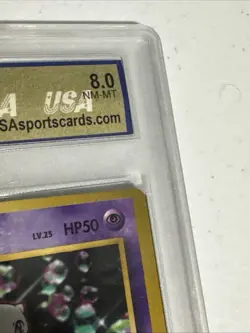 A USA 8.0
NM-MT
SAsportscards.com
LV.25 HP50